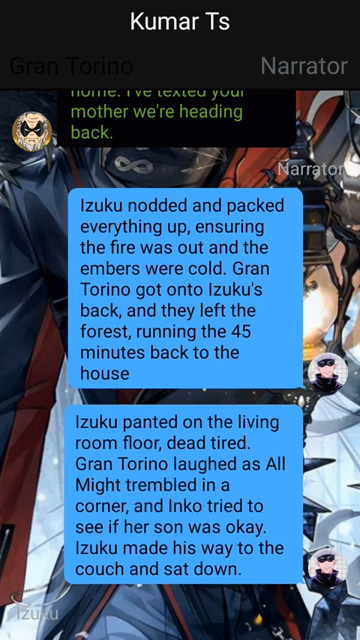 Kumar Ts
Gran Torino
Narrator
home. I've texted your
mother we're heading
back.
Narrator
Izuku nodded and packed
everything up, ensuring
the fire was out and the
embers were cold. Gran
Torino got onto Izuku's
back, and they left the
forest, running the 45
minutes back to the
house
Izuku panted on the living
room floor, dead tired.
Gran Torino laughed as All
Might trembled in a
corner, and Inko tried to
see if her son was okay.
Izuku made his way to the
couch and sat down.
Izuku